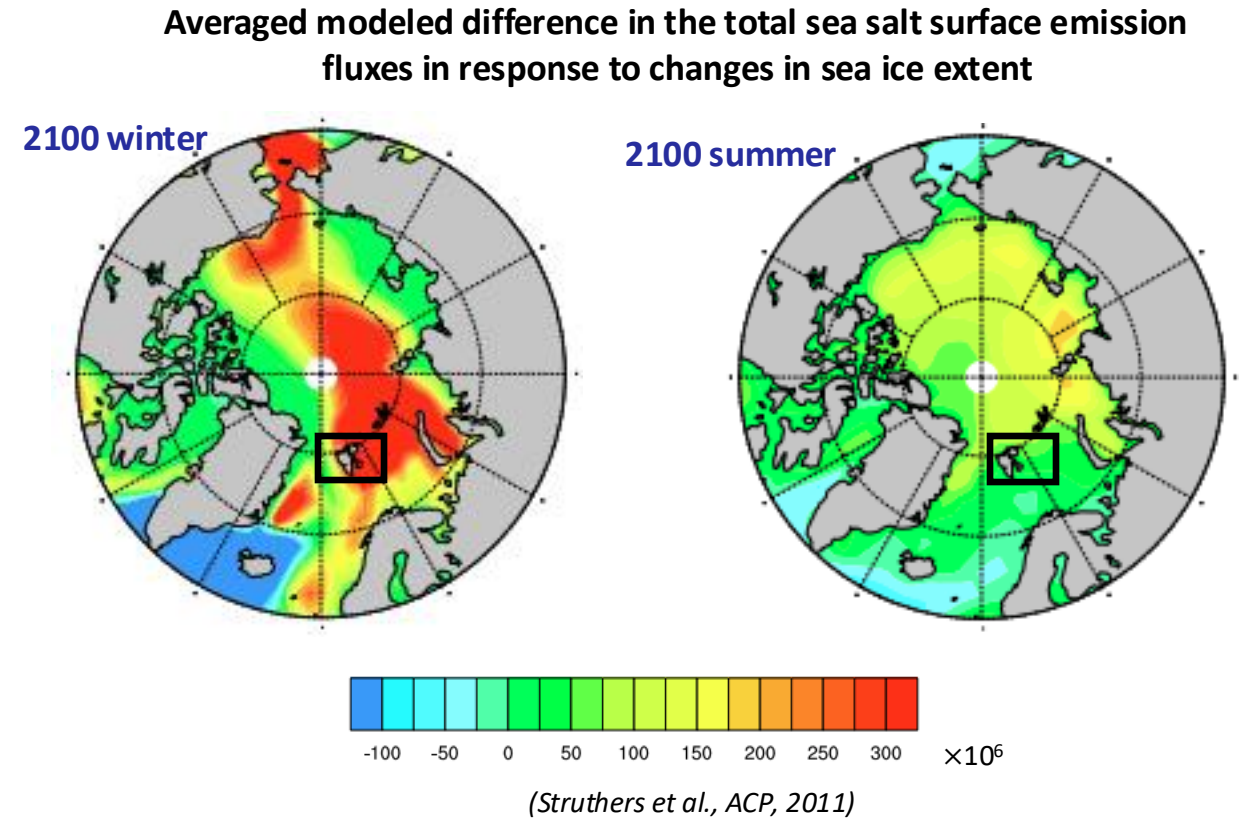 Averaged modeled difference in the total sea salt surface emission
fluxes in response to changes in sea ice extent
2100 winter
2100 summer
-100 -50 0 50 100 150 200 250 300 ×10⁶
(Struthers et al., ACP, 2011)